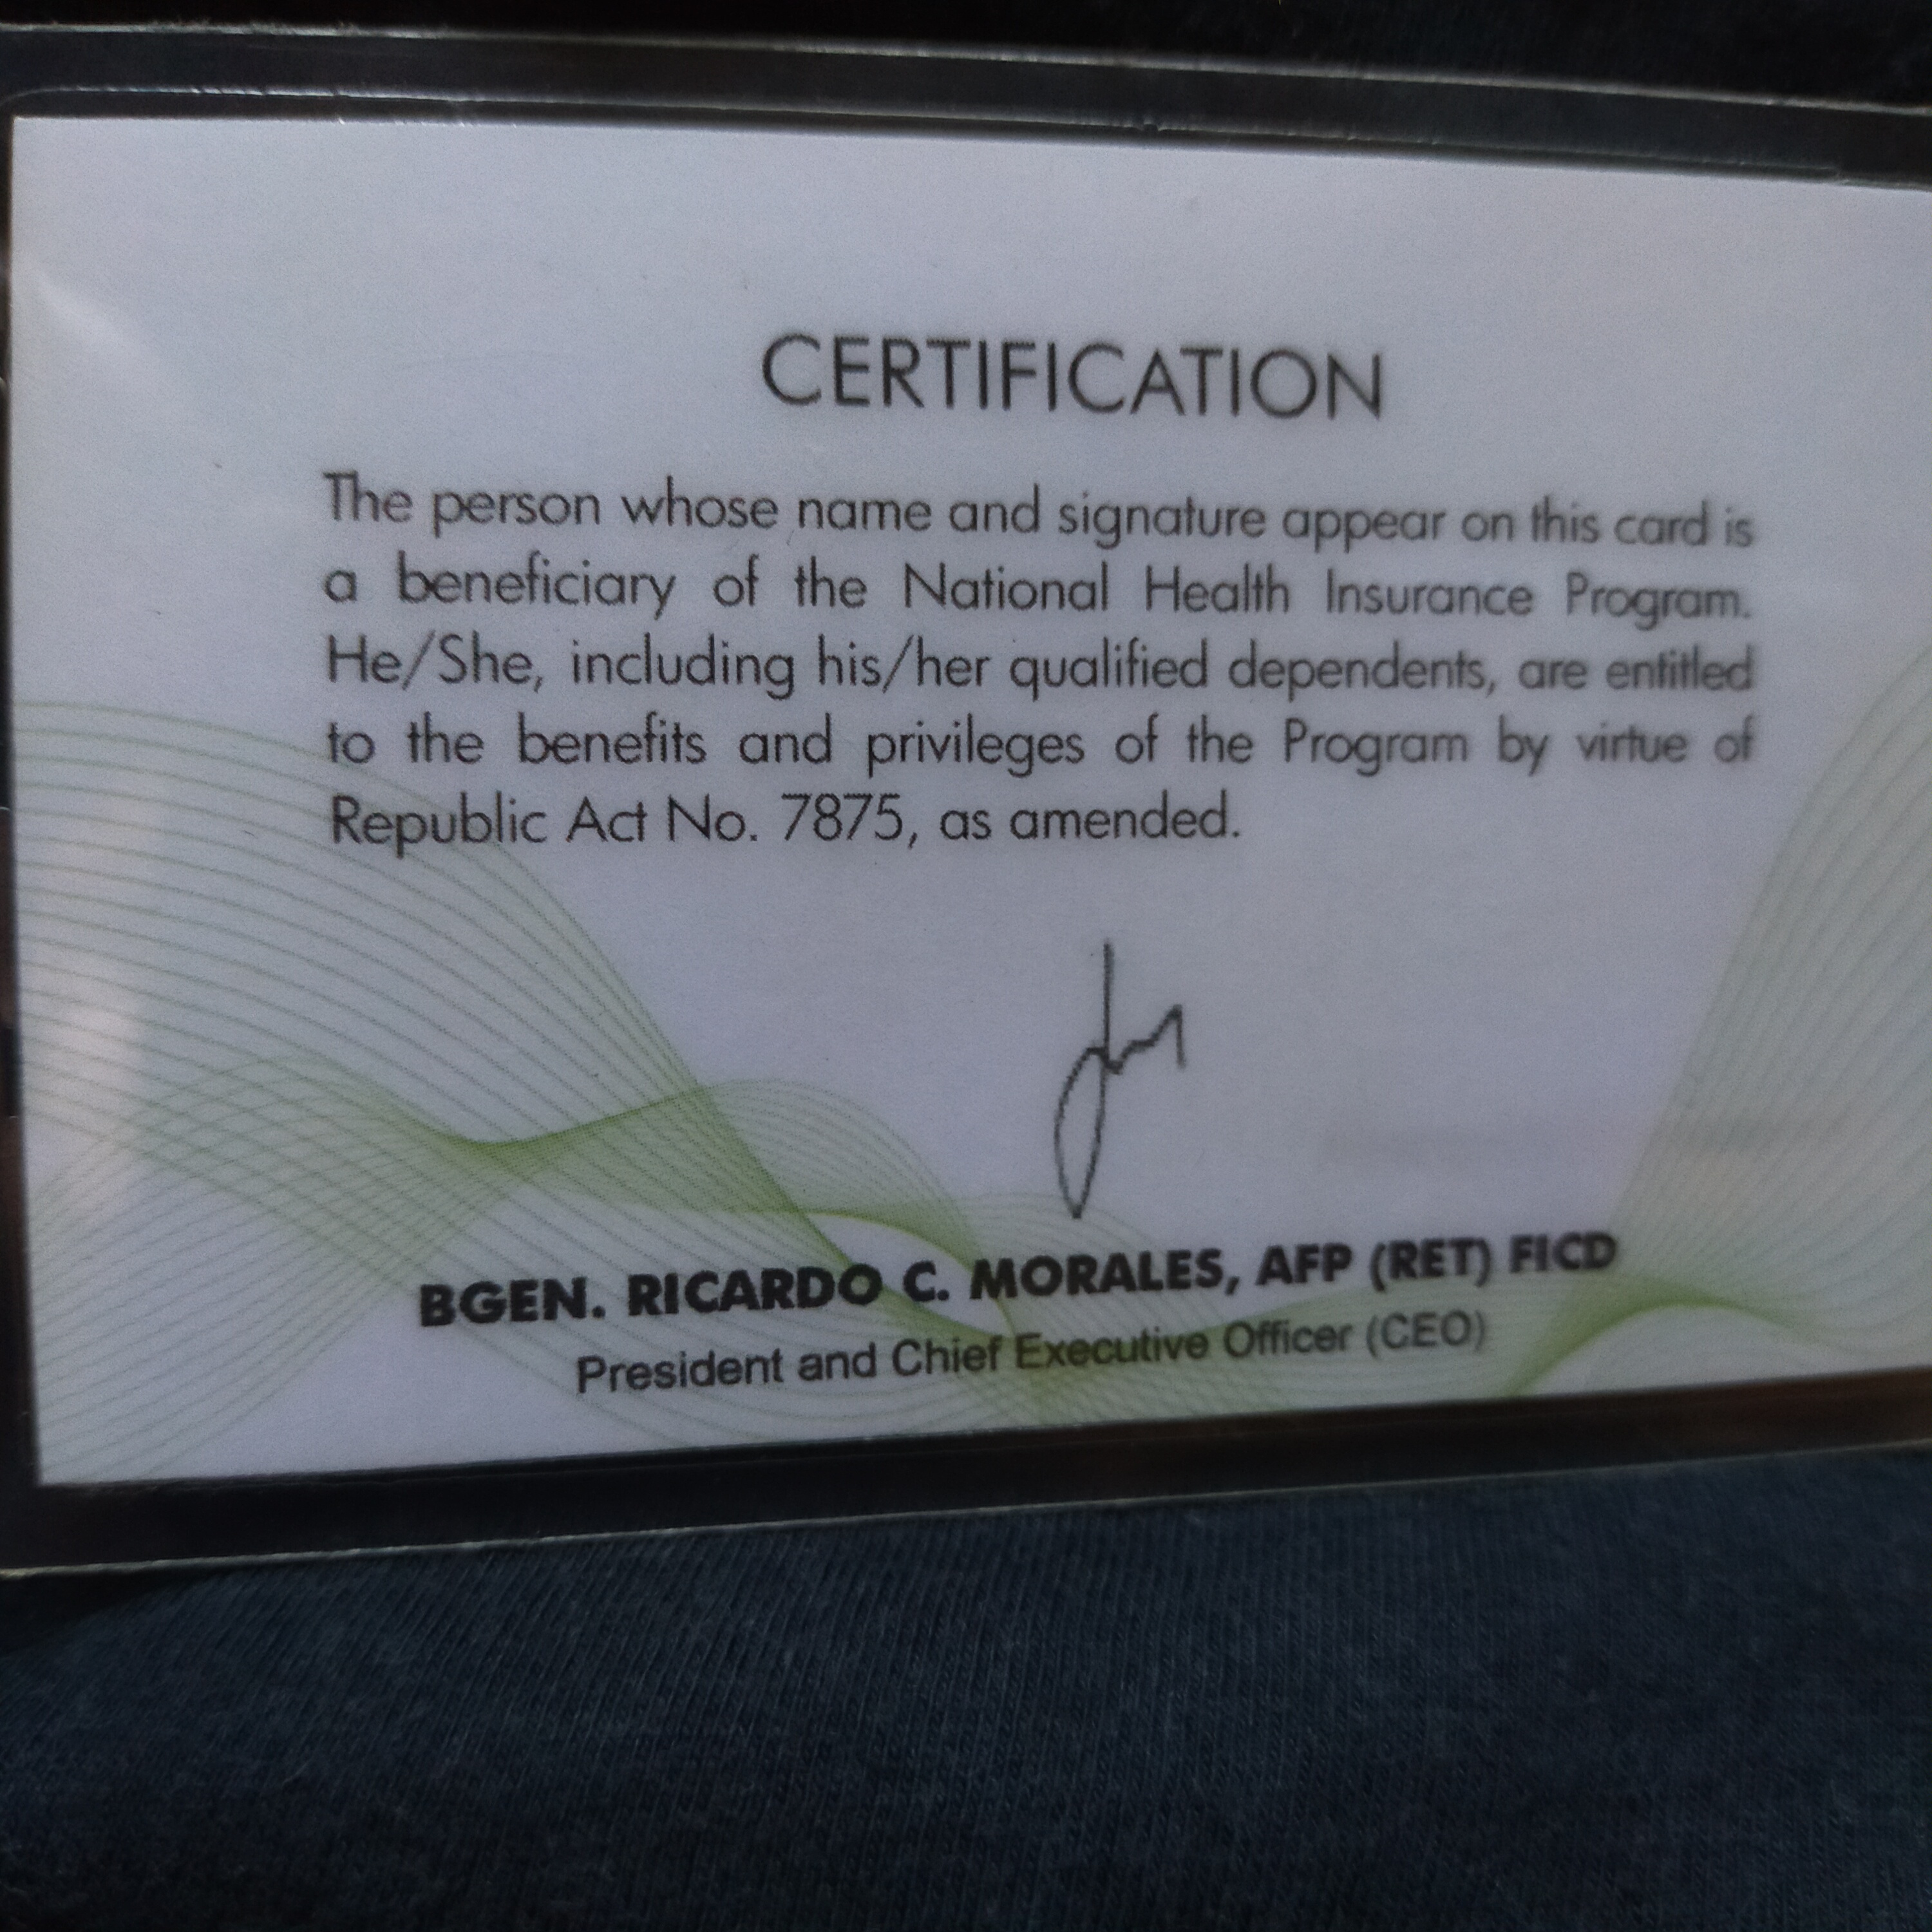 CERTIFICATION
The person whose name and signature appear on this card is
a beneficiary of the National Health Insurance Program.
He/She, including his/her qualified dependents, are entitled
to the benefits and privileges of the Program by virtue of
Republic Act No. 7875, as amended.
BGEN. RICARDO C. MORALES, AFP (RET) FICD
President and Chief Executive Officer (CEO)